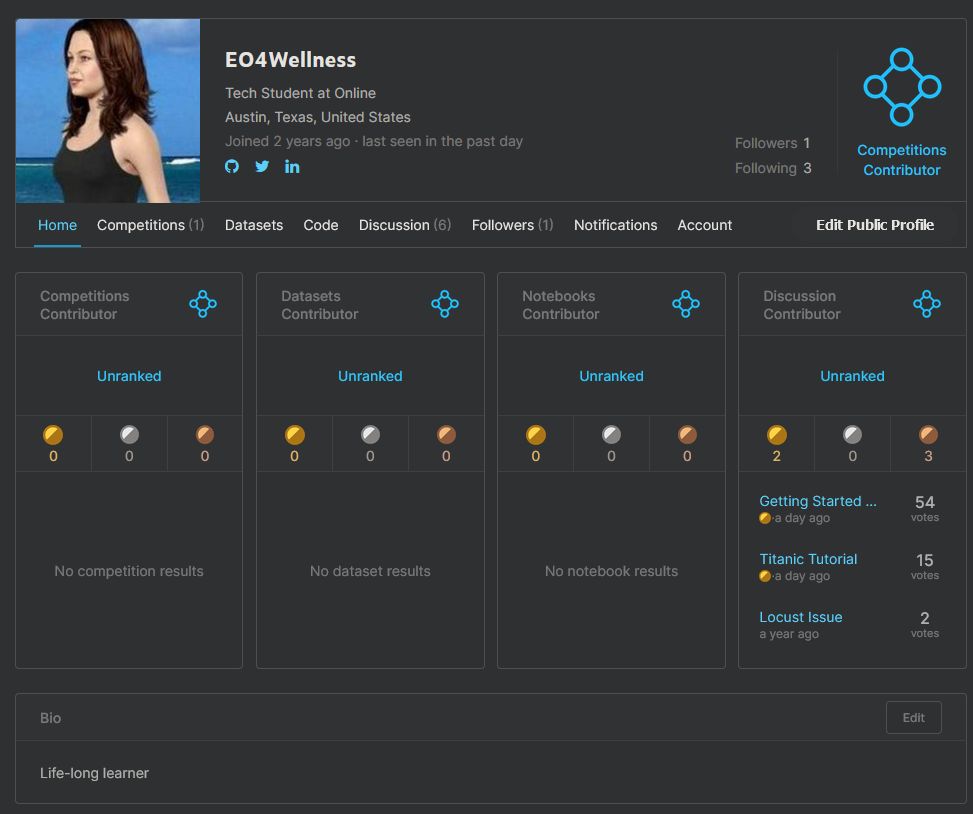 EO4Wellness
Tech Student at Online
Austin, Texas, United States
Joined 2 years ago · last seen in the past day
Followers 1
Following 3
Competitions
Contributor
Home
Competitions (1)
Datasets
Code
Discussion (6)
Followers (1)
Notifications
Account
Edit Public Profile
Competitions
Contributor
Unranked
0
0
0
No competition results
Datasets
Contributor
Unranked
0
0
0
No dataset results
Notebooks
Contributor
Unranked
0
0
0
No notebook results
Discussion
Contributor
Unranked
2
0
3
Getting Started ...
·a day ago
54
votes
Titanic Tutorial
·a day ago
15
votes
Locust Issue
a year ago
2
votes
Bio
Edit
Life-long learner